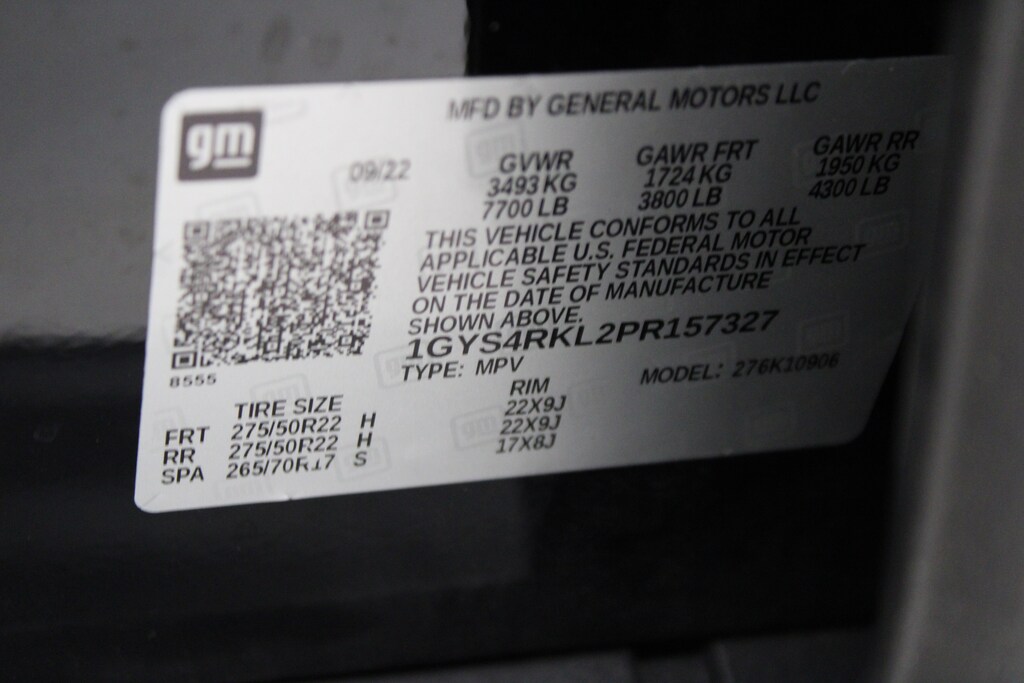 gm
MFD BY GENERAL MOTORS LLC
09/22
GVWR GAWR FRT GAWR RR
3493 KG 1724 KG 1950 KG
7700 LB 3800 LB 4300 LB
THIS VEHICLE CONFORMS TO ALL
APPLICABLE U.S. FEDERAL MOTOR
VEHICLE SAFETY STANDARDS IN EFFECT
ON THE DATE OF MANUFACTURE
SHOWN ABOVE.
1GYS4RKL2PR157327
8555
TYPE: MPV MODEL: 276K10906
TIRE SIZE RIM
FRT 275/50R22 H 22X9J
RR 275/50R22 H 22X9J
SPA 265/70R17 S 17X8J